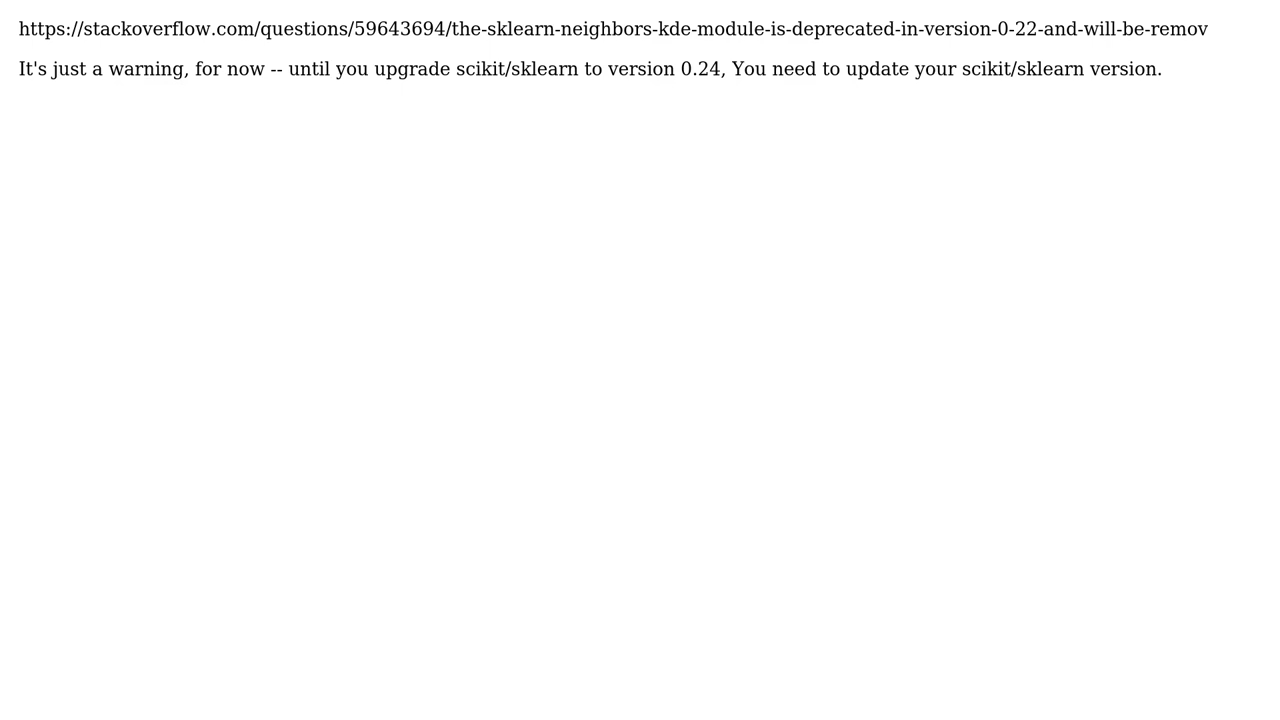 https://stackoverflow.com/questions/59643694/the-sklearn-neighbors-kde-module-is-deprecated-in-version-0-22-and-will-be-remov
It's just a warning, for now -- until you upgrade scikit/sklearn to version 0.24, You need to update your scikit/sklearn version.